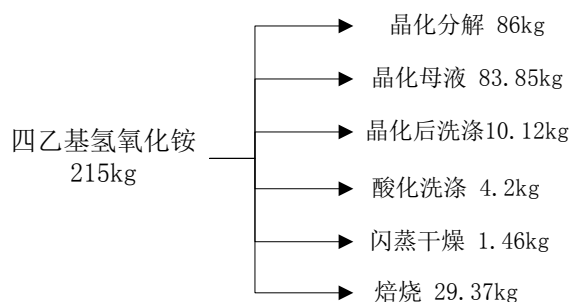 四乙基氢氧化铵
215kg
晶化分解 86kg
晶化母液 83.85kg
晶化后洗涤10.12kg
酸化洗涤 4.2kg
闪蒸干燥 1.46kg
焙烧 29.37kg